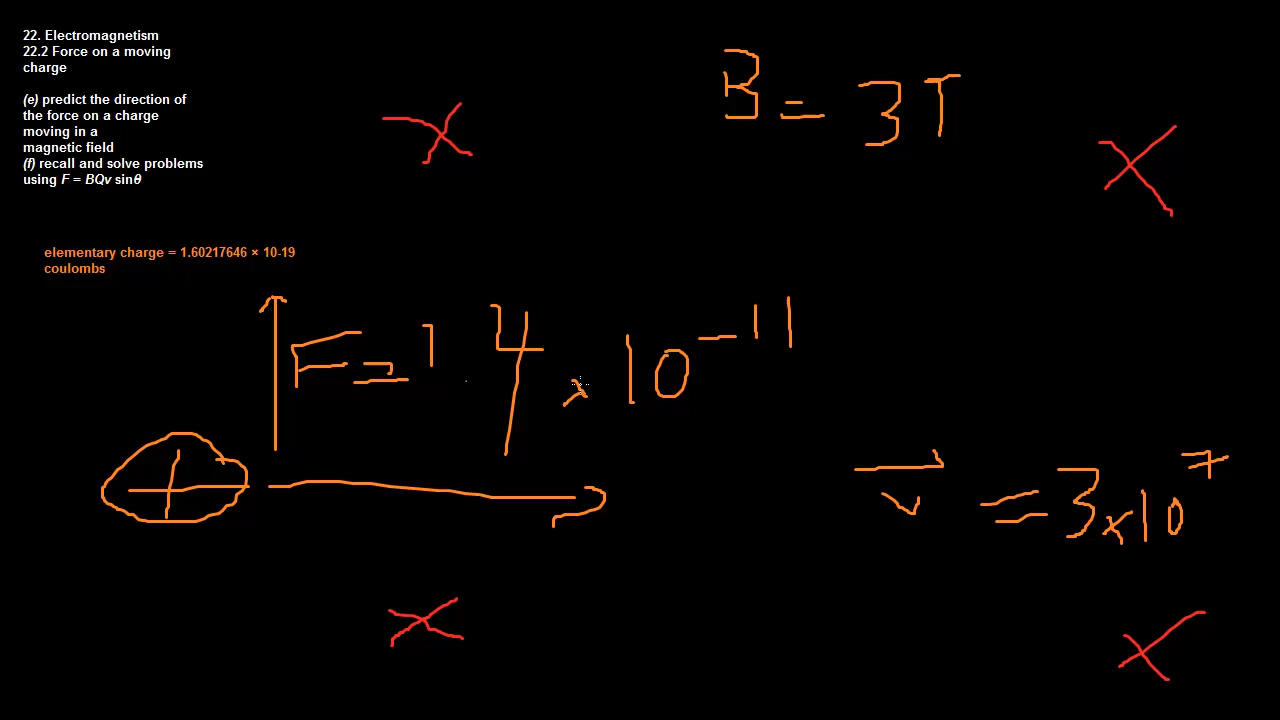 22. Electromagnetism
22.2 Force on a moving
charge
(e) predict the direction of
the force on a charge
moving in a
magnetic field
(f) recall and solve problems
using F = BQv sinθ
elementary charge = 1.60217646 × 10-19
coulombs
B = 3T
F = 1.4 × 10⁻¹¹
+
v = 3×10⁷
x x
x x